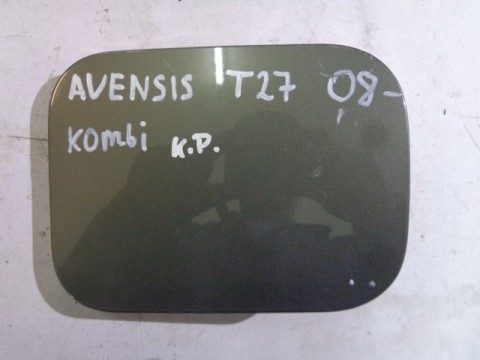 AVENSIS T27 08-
Kombi K.P.